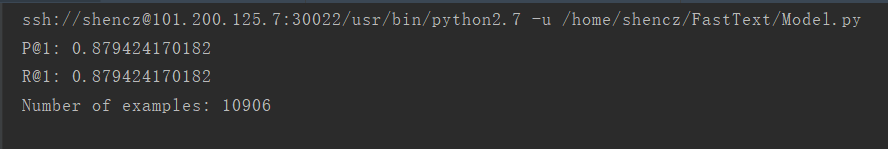 ssh://shencz@101.200.125.7:30022/usr/bin/python2.7 -u /home/shencz/FastText/Model.py
P@1: 0.879424170182
R@1: 0.879424170182
Number of examples: 10906